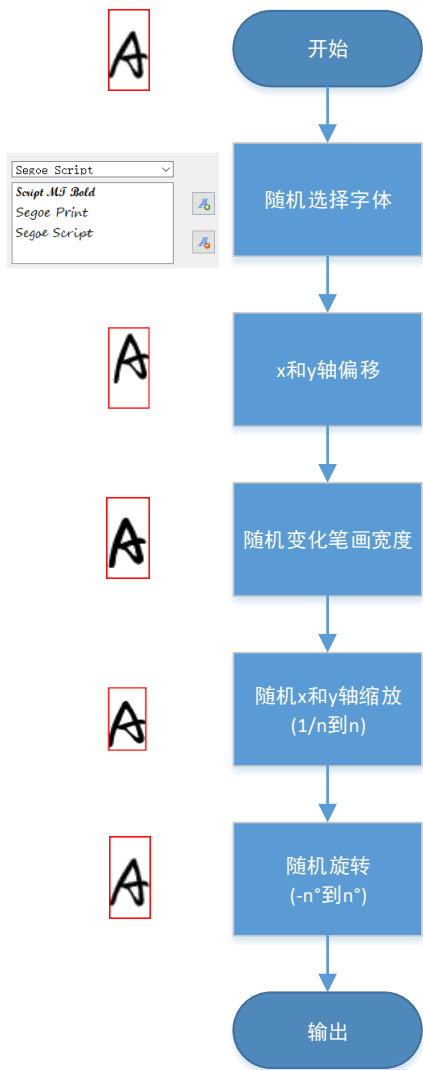 A
开始
Segoe Script
Script MT Bold
Segoe Print
Segoe Script
随机选择字体
A
x和y轴偏移
A
随机变化笔画宽度
A
随机x和y轴缩放
(1/n到n)
A
随机旋转
(-n°到n°)
输出